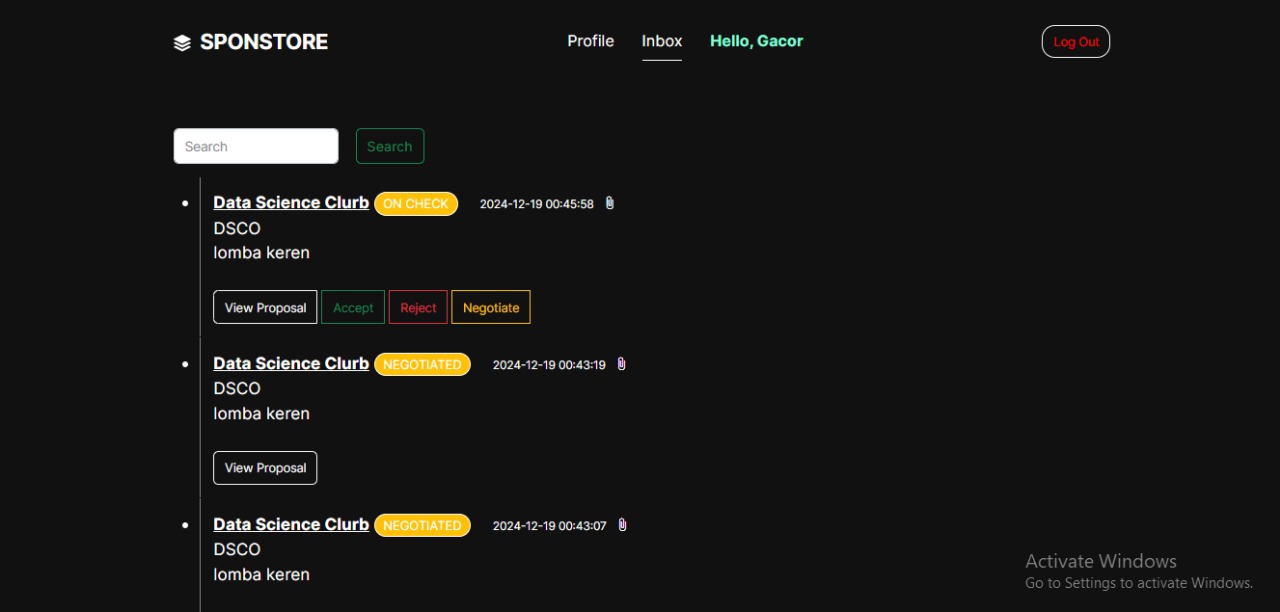 SPONSTORE Profile Inbox Hello, Gacor Log Out
Search Search
Data Science Clurb ON CHECK 2024-12-19 00:45:58
DSCO
lomba keren
View Proposal Accept Reject Negotiate
Data Science Clurb NEGOTIATED 2024-12-19 00:43:19
DSCO
lomba keren
View Proposal
Data Science Clurb NEGOTIATED 2024-12-19 00:43:07
DSCO
lomba keren
Activate Windows
Go to Settings to activate Windows.